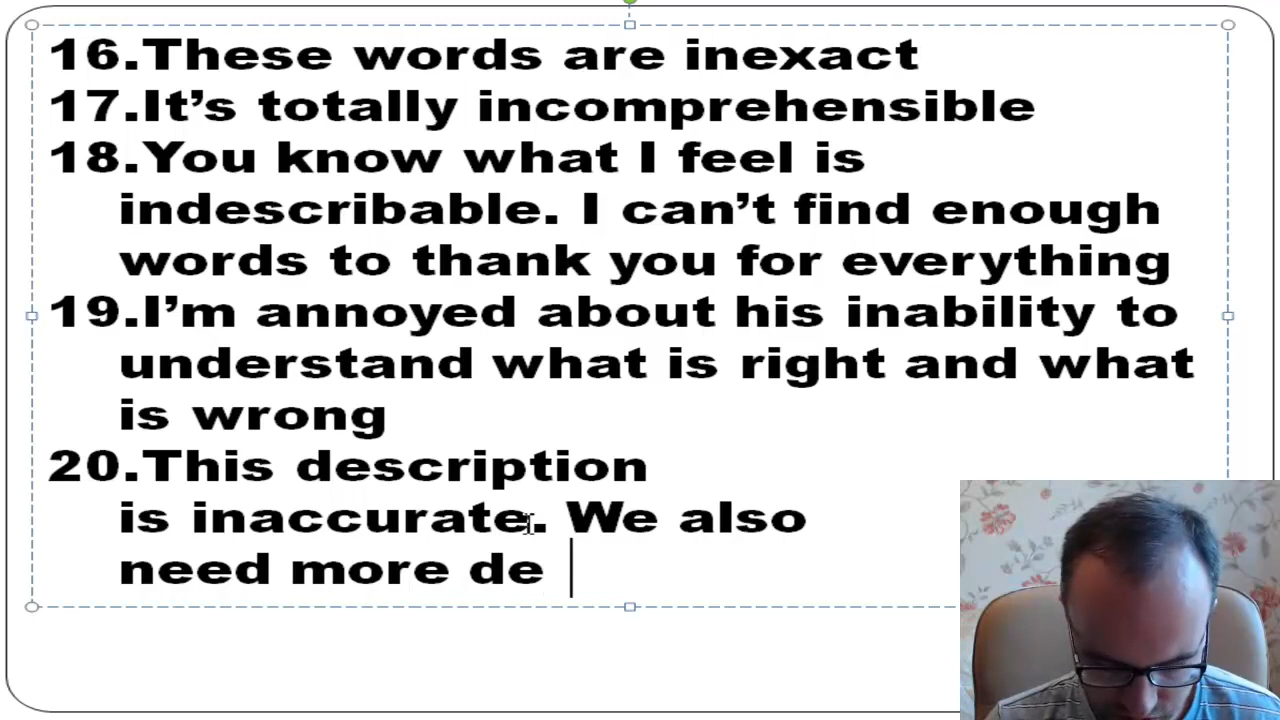 16.These words are inexact
17.It’s totally incomprehensible
18.You know what I feel is
indescribable. I can’t find enough
words to thank you for everything
19.I’m annoyed about his inability to
understand what is right and what
is wrong
20.This description
is inaccurate. We also
need more de